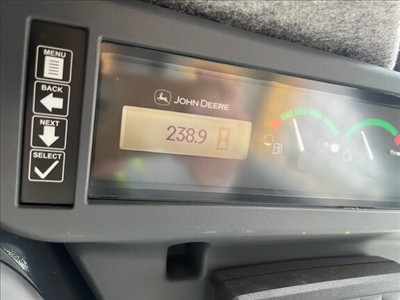 MENU
BACK
NEXT
SELECT
JOHN DEERE
238.9